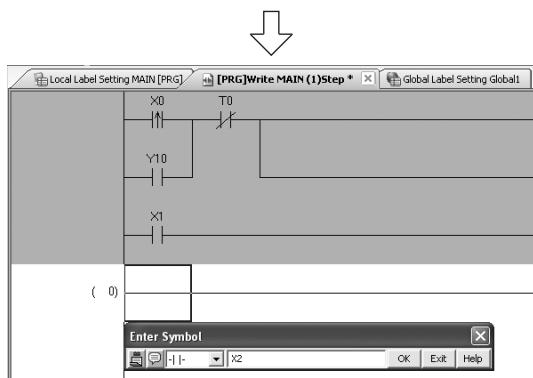 Local Label Setting MAIN [PRG] [PRG]Write MAIN (1)Step * Global Label Setting Global1
X0 T0
Y10
X1
( 0)
Enter Symbol
X2 OK Exit Help